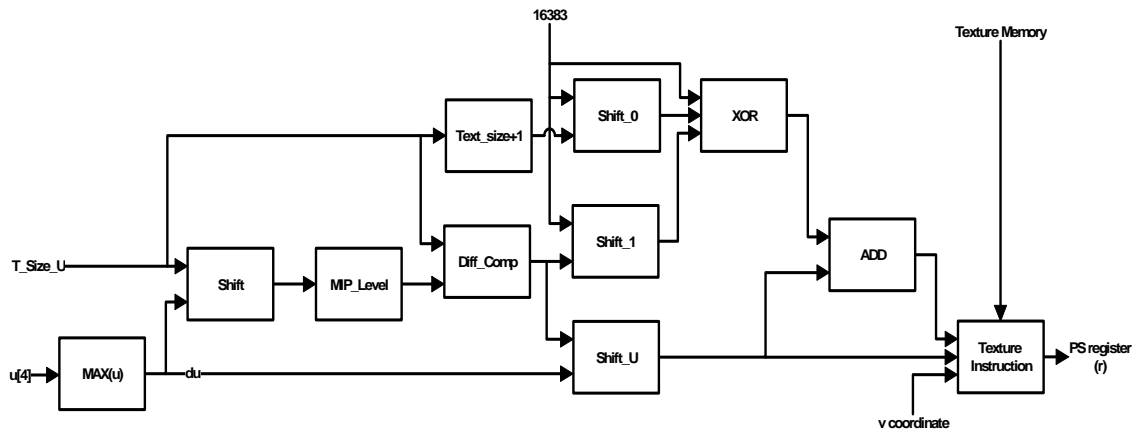 16383
Texture Memory
Text_size+1
Shift_0
XOR
T_Size_U
Shift
MIP_Level
Diff_Comp
Shift_1
ADD
u[4]
MAX(u)
du
Shift_U
Texture
Instruction
PS register
(r)
v coordinate